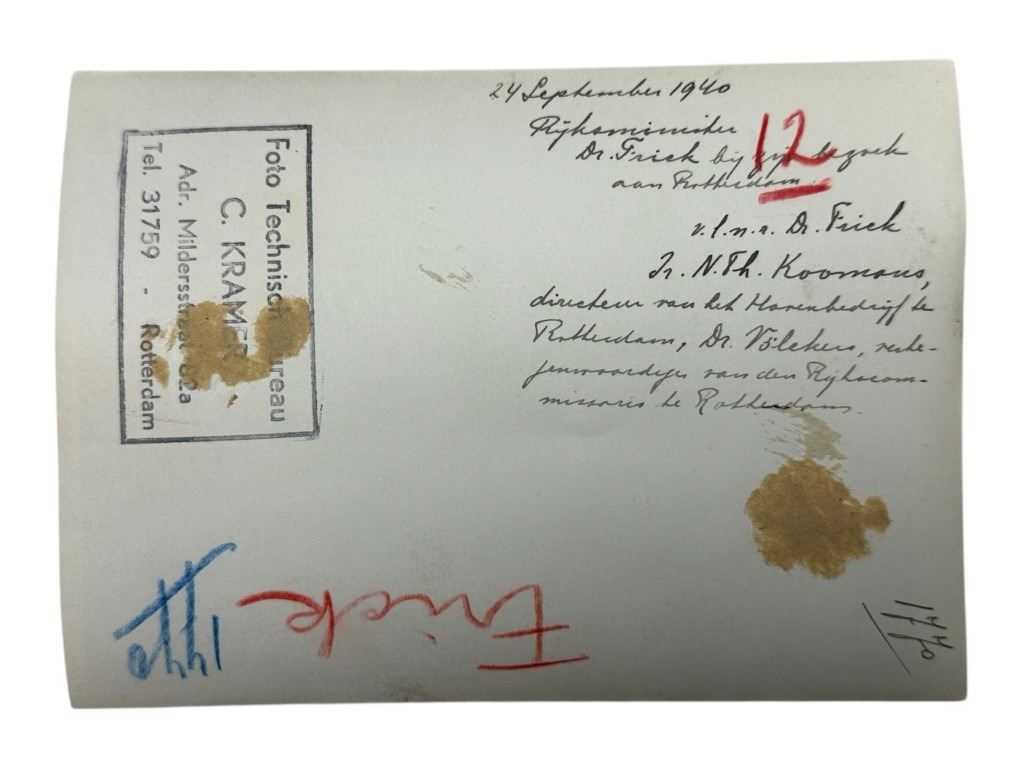 24 September 1940
Rijksminister
Dr. Frick bij zijn bezoek
aan Rotterdam.
12
v.l.n.r. Dr. Frick
Ir. N. Th. Koomans,
directeur van het Havenbedrijf te
Rotterdam, Dr. Völckers, verte-
genwoordiger van den Rijkscom-
missaris te Rotterdam.
Foto Technisch Bureau
C. KRAMER
Adr. Mildersstraat 82a
Tel. 31759 - Rotterdam
Frick